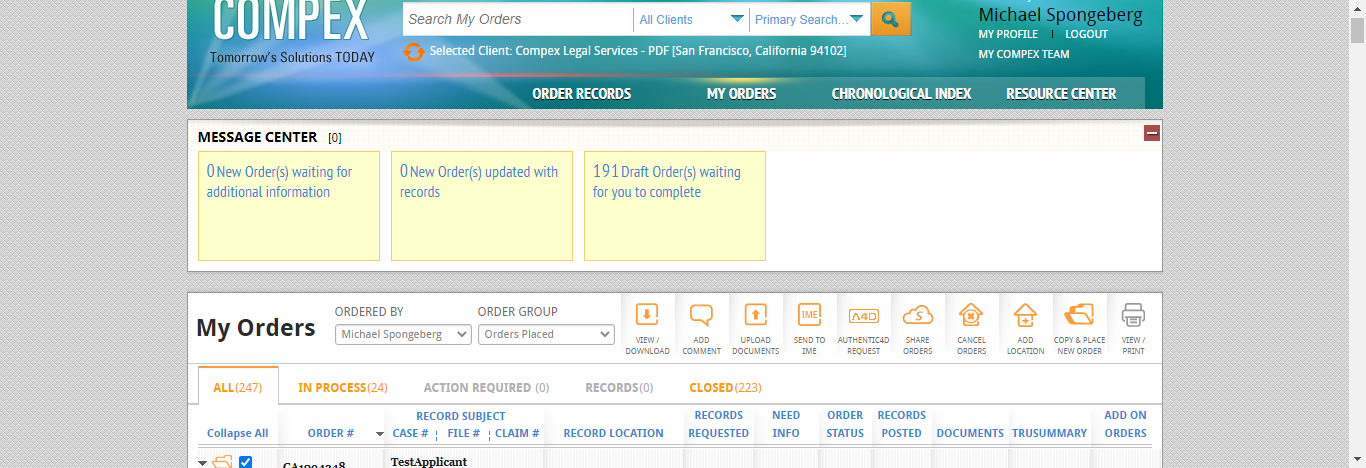 COMPEX
Tomorrow's Solutions TODAY
Search My Orders
All Clients
Primary Search...
Selected Client: Compex Legal Services - PDF [San Francisco, California 94102]
Michael Spongeberg
MY PROFILE | LOGOUT
MY COMPEX TEAM
ORDER RECORDS MY ORDERS CHRONOLOGICAL INDEX RESOURCE CENTER
MESSAGE CENTER [0]
0 New Order(s) waiting for
additional information
0 New Order(s) updated with
records
191 Draft Order(s) waiting
for you to complete
My Orders
ORDERED BY
Michael Spongeberg
ORDER GROUP
Orders Placed
VIEW /
DOWNLOAD
ADD
COMMENT
UPLOAD
DOCUMENTS
IME
SEND TO
IME
A4D
AUTHENTIC4D
REQUEST
S
SHARE
ORDERS
CANCEL
ORDERS
ADD
LOCATION
COPY & PLACE
NEW ORDER
VIEW /
PRINT
ALL(247) IN PROCESS(24) ACTION REQUIRED (0) RECORDS(0) CLOSED(223)
Collapse All
ORDER #
RECORD SUBJECT
CASE # ¦ FILE # ¦ CLAIM #
RECORD LOCATION
RECORDS
REQUESTED
NEED
INFO
ORDER
STATUS
RECORDS
POSTED
DOCUMENTS
TRUSUMMARY
ADD ON
ORDERS
CA1994248
TestApplicant